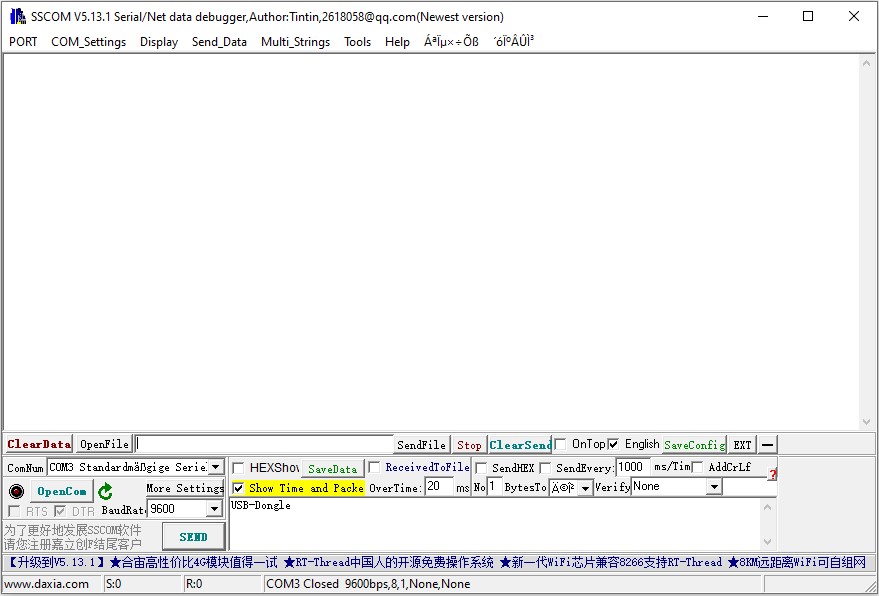 SSCOM V5.13.1 Serial/Net data debugger,Author:Tintin,2618058@qq.com(Newest version)
PORT COM_Settings Display Send_Data Multi_Strings Tools Help ÁªÏµ×÷Õß ´óÏºÂÛÌ³
ClearData OpenFile SendFile Stop ClearSend OnTop English SaveConfig EXT —
ComNum COM3 Standardmäßgige Serie HEXShow SaveData ReceivedToFile SendHEX SendEvery: 1000 ms/Tim AddCrLf
OpenCom More Settings Show Time and Packe OverTime: 20 ms No 1 BytesTo Verify None
RTS DTR BaudRat 9600 USB-Dongle
为了更好地发展SSCOM软件
请您注册嘉立创F结尾客户
SEND
【升级到V5.13.1】★合宙高性价比4G模块值得一试 ★RT-Thread中国人的开源免费操作系统 ★新一代WiFi芯片兼容8266支持RT-Thread ★8KM远距离WiFi可自组网
www.daxia.com S:0 R:0 COM3 Closed 9600bps,8,1,None,None